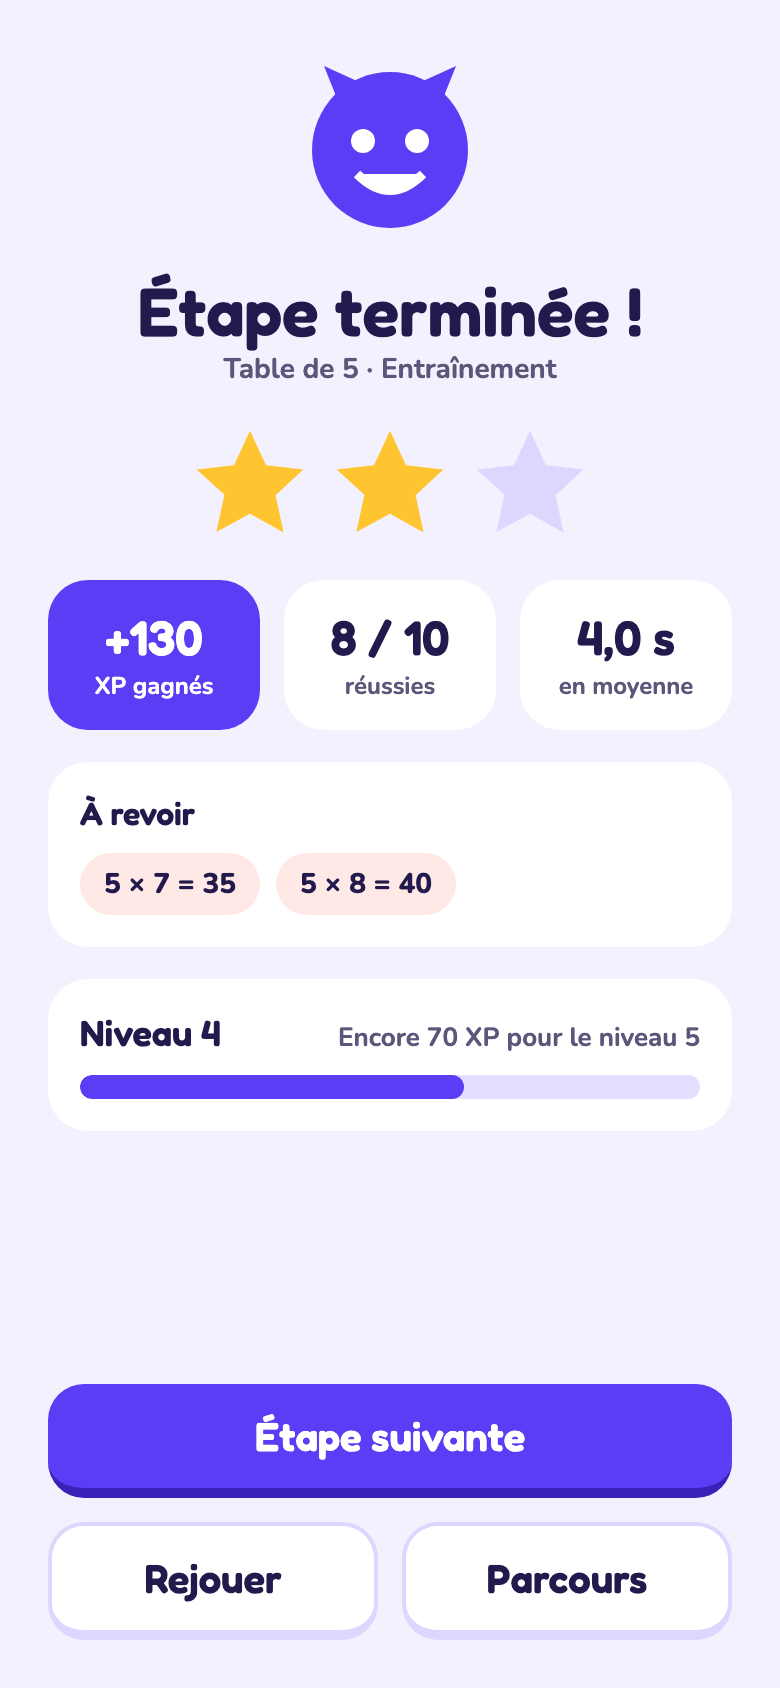 Étape terminée !
Table de 5 · Entraînement
+130
XP gagnés
8 / 10
réussies
4,0 s
en moyenne
À revoir
5 × 7 = 35
5 × 8 = 40
Niveau 4
Encore 70 XP pour le niveau 5
Étape suivante
Rejouer
Parcours